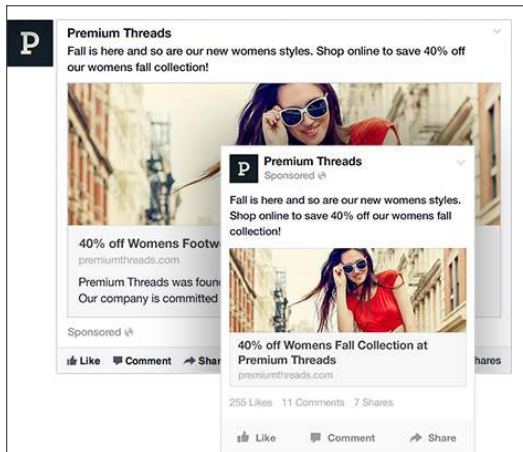 P
Premium Threads
Fall is here and so are our new womens styles. Shop online to save 40% off
our womens fall collection!
40% off Womens
premiumthreads.com
Premium Threads was
Our company is committed
Sponsored
Like Comment
P
Premium Threads
Sponsored
Fall is here and so are our new womens styles.
Shop online to save 40% off our womens fall
collection!
40% off Womens Fall Collection at
Premium Threads
premiumthreads.com
255 Likes 11 Comments 7 Shares
Like Comment Share